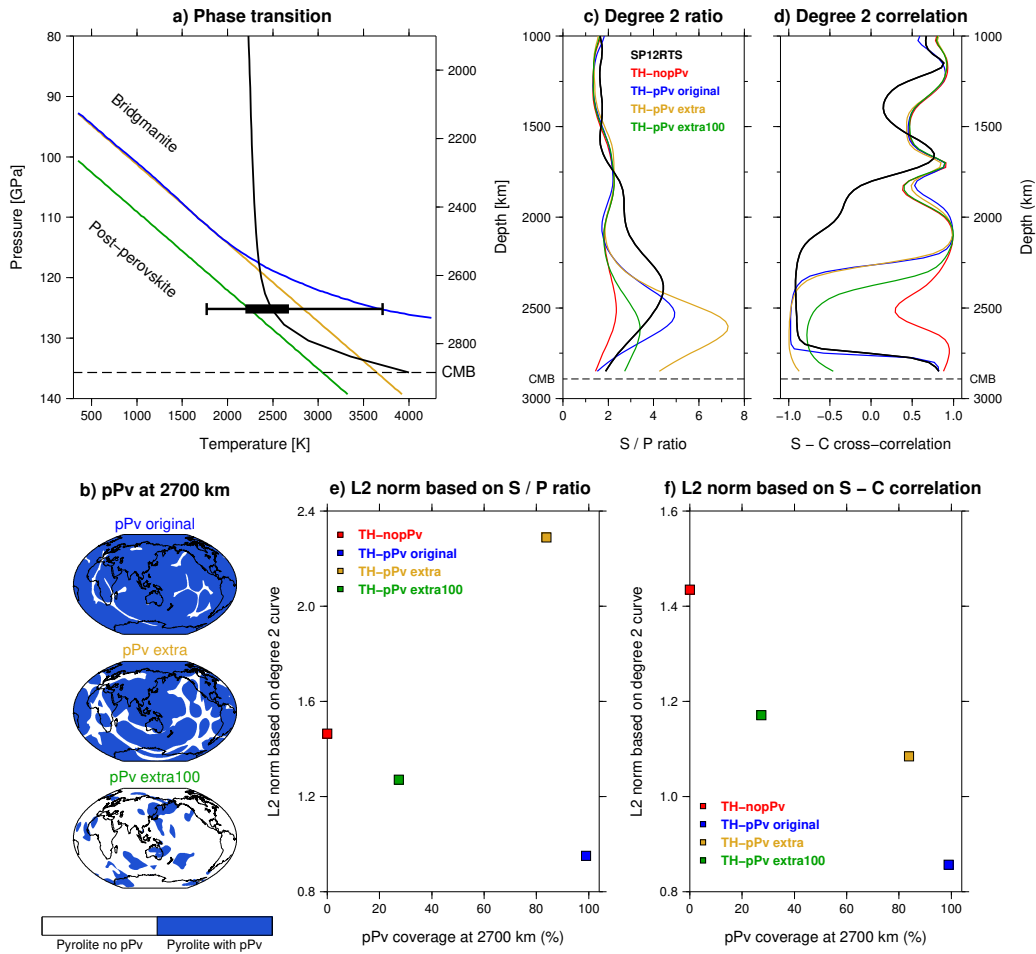 a) Phase transition
80
90
100
110
120
130
140
Pressure [GPa]
500
1000
1500
2000
2500
3000
3500
4000
Temperature [K]
2000
2200
2400
2600
2800
Depth [km]
Bridgmanite
Post−perovskite
CMB
c) Degree 2 ratio
1000
1500
2000
2500
3000
CMB
SP12RTS
TH−nopPv
TH−pPv original
TH−pPv extra
TH−pPv extra100
0
2
4
6
8
S / P ratio
d) Degree 2 correlation
1000
1500
2000
2500
3000
Depth (km)
CMB
−1.0
−0.5
0.0
0.5
1.0
S − C cross−correlation
b) pPv at 2700 km
pPv original
pPv extra
pPv extra100
Pyrolite no pPv
Pyrolite with pPv
e) L2 norm based on S / P ratio
2.4
2.0
1.6
1.2
0.8
L2 norm based on degree 2 curve
TH−nopPv
TH−pPv original
TH−pPv extra
TH−pPv extra100
0
20
40
60
80
100
pPv coverage at 2700 km (%)
f) L2 norm based on S − C correlation
1.6
1.4
1.2
1.0
0.8
L2 norm based on degree 2 curve
TH−nopPv
TH−pPv original
TH−pPv extra
TH−pPv extra100
0
20
40
60
80
100
pPv coverage at 2700 km (%)